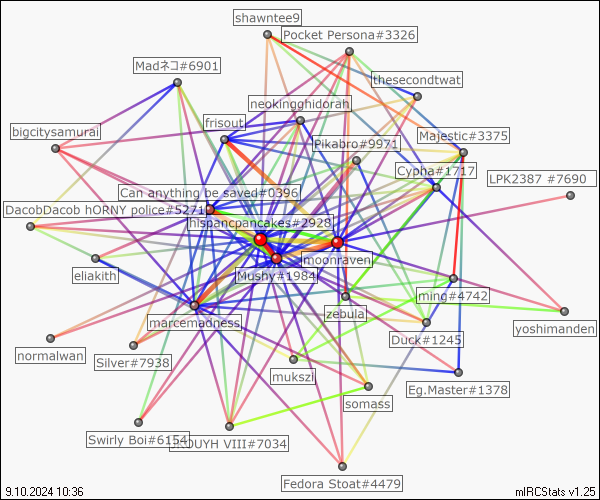 shawntee9
Pocket Persona#3326
Madネコ#6901
thesecondtwat
neokingghidorah
frisout
bigcitysamurai
Majestic#3375
Pikabro#9971
Cypha#1717
LPK2387 #7690
Can anything be saved#0396
DacobDacob hORNY police#5271
hispancpancakes#2928
moonraven
eliakith
Mushy#1984
ming#4742
zebula
marcemadness
yoshimanden
Duck#1245
normalwan
Silver#7938
mukszi
Eg.Master#1378
somass
Swirly Boi#6154
OUYH VIII#7034
Fedora Stoat#4479
9.10.2024 10:36
mIRCStats v1.25